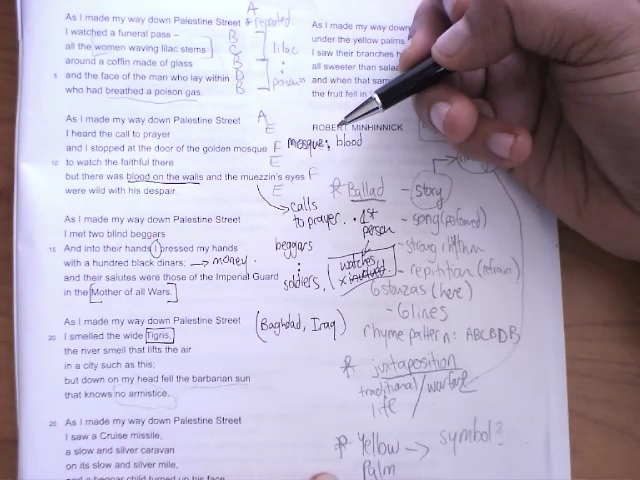 As I made my way down Palestine Street
I watched a funeral pass –
all the women waving lilac stems
around a coffin made of glass
5 and the face of the man who lay within
who had breathed a poison gas.
As I made my way down Palestine Street
I heard the call to prayer
and I stopped at the door of the golden mosque
10 to watch the faithful there
but there was blood on the walls and the muezzin's eyes
were wild with his despair.
As I made my way down Palestine Street
I met two blind beggars
15 And into their hands I pressed my hands
with a hundred black dinars;
and their salutes were those of the Imperial Guard
in the Mother of all Wars.
As I made my way down Palestine Street
20 I smelled the wide Tigris,
the river smell that lifts the air
in a city such as this;
but down on my head fell the barbarian sun
that knows no armistice.
25 As I made my way down Palestine Street
I saw a Cruise missile,
a slow and silver caravan
on its slow and silver mile,
and a beggar child turned up his face
A
repeated.
B
C
B
D
B
lilac
:
poison
A
E
F
F
E
mosque; blood
calls
to prayer.
→ money.
beggars
:
soldiers.
(Baghdad, Iraq)
As I made my way down
under the yellow palms
I saw their branches
all sweeter than
and when that
the fruit fell in
ROBERT MINHINNICK
* Ballad – story
• 1st
person
watches
– song (performed)
– strong rhythm
– repitition (refrain)
6 stanzas (here)
– 6 lines
rhyme pattern: ABCBDB
* juxtaposition
traditional / warfare
life
* Yellow → symbol?
Palm